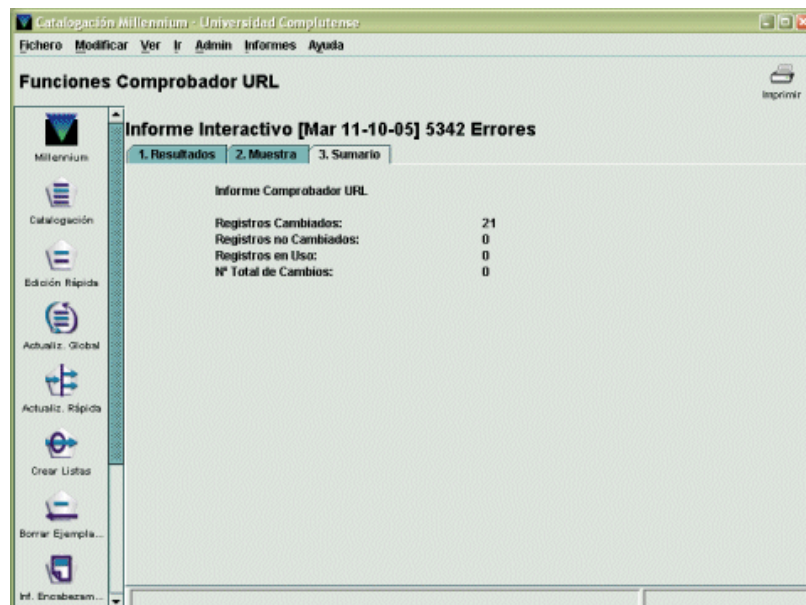 Catalogación Millennium - Universidad Complutense
Fichero Modificar Ver Ir Admin Informes Ayuda
Funciones Comprobador URL
Imprimir
Informe Interactivo [Mar 11-10-05] 5342 Errores
1. Resultados 2. Muestra 3. Sumario
Informe Comprobador URL
Registros Cambiados: 21
Registros no Cambiados: 0
Registros en Uso: 0
Nº Total de Cambios: 0
Millennium
Catalogación
Edición Rápida
Actualiz. Global
Actualiz. Rápida
Crear Listas
Borrar Ejempla...
Inf. Encabezam...